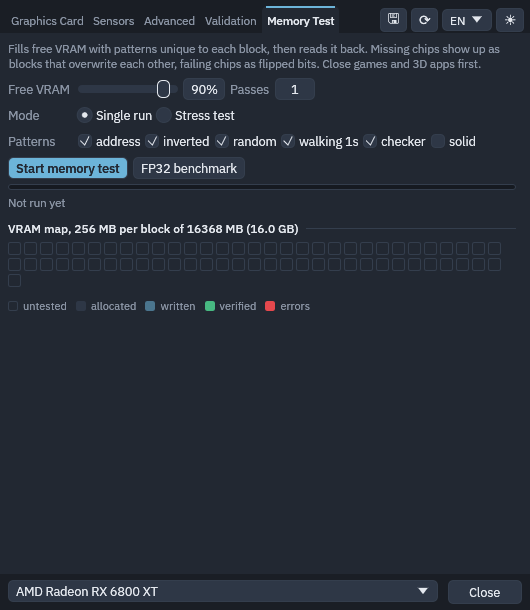 Graphics Card Sensors Advanced Validation Memory Test EN
Fills free VRAM with patterns unique to each block, then reads it back. Missing chips show up as
blocks that overwrite each other, failing chips as flipped bits. Close games and 3D apps first.
Free VRAM 90% Passes 1
Mode Single run Stress test
Patterns address inverted random walking 1s checker solid
Start memory test FP32 benchmark
Not run yet
VRAM map, 256 MB per block of 16368 MB (16.0 GB)
untested allocated written verified errors
AMD Radeon RX 6800 XT Close